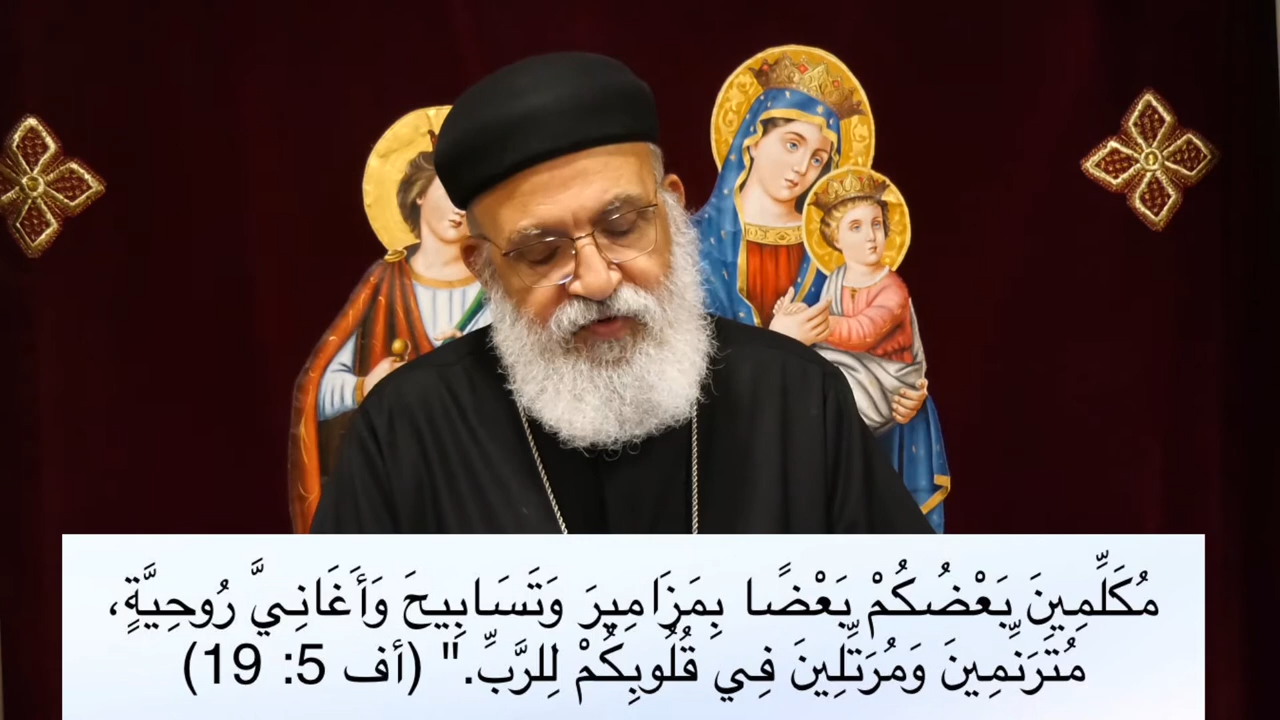 مُكَلِّمِينَ بَعْضُكُمْ بَعْضًا بِمَزَامِيرَ وَتَسَابِيحَ وَأَغَانِيَّ رُوحِيَّةٍ،
مُتَرَنِّمِينَ وَمُرَتِّلِينَ فِي قُلُوبِكُمْ لِلرَّبِّ." (أف 5: 19)